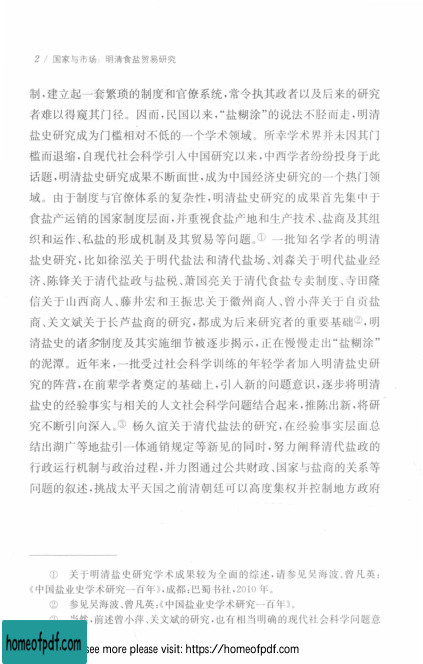 2 / 国家与市场:明清食盐贸易研究
制,建立起一套繁琐的制度和官僚系统,常令执其政者以及后来的研究
者难以得窥其门径。因而,民国以来,“盐糊涂”的说法不胫而走,明清
盐史研究成为门槛相对不低的一个学术领域。所幸学术界并未因其门
槛而退缩,自现代社会科学引入中国研究以来,中西学者纷纷投身于此
话题,明清盐史研究成果不断面世,成为中国经济史研究的一个热门领
域。由于制度与官僚体系的复杂性,明清盐史研究的成果首先集中于
食盐产运销的国家制度层面,并重视食盐产地和生产技术、盐商及其组
织和运作、私盐的形成机制及其贸易等问题。① 一批知名学者的明清
盐史研究,比如徐泓关于明代盐法和清代盐场、刘淼关于明代盐业经
济、陈锋关于清代盐政与盐税、萧国亮关于清代食盐专卖制度、寺田隆
信关于山西商人、藤井宏和王振忠关于徽州商人、曾小萍关于自贡盐
商、关文斌关于长芦盐商的研究,都成为后来研究者的重要基础②,明
清盐史的诸多制度及其实施细节被逐步揭示,正在慢慢走出“盐糊涂”
的泥潭。近年来,一批受过社会科学训练的年轻学者加入明清盐史研
究的阵营,在前辈学者奠定的基础上,引入新的问题意识,逐步将明清
盐史的经验事实与相关的人文社会科学问题结合起来,推陈出新,将研
究不断引向深入。③ 杨久谊关于清代盐法的研究,在经验事实层面总
结出湖广等地盐引一体通销规定等新见的同时,努力阐释清代盐政的
行政运行机制与政治过程,并力图通过公共财政、国家与盐商的关系等
问题的叙述,挑战太平天国之前清朝廷可以高度集权并控制地方政府
① 关于明清盐史研究学术成果较为全面的综述,请参见吴海波、曾凡英:
《中国盐业史学术研究一百年》,成都:巴蜀书社,2010年。
② 参见吴海波、曾凡英:《中国盐业史学术研究一百年》。
③ 当然,前述曾小萍、关文斌的研究,也有相当明确的现代社会科学问题意
homeofpdf.com
see more please visit: https://homeofpdf.com